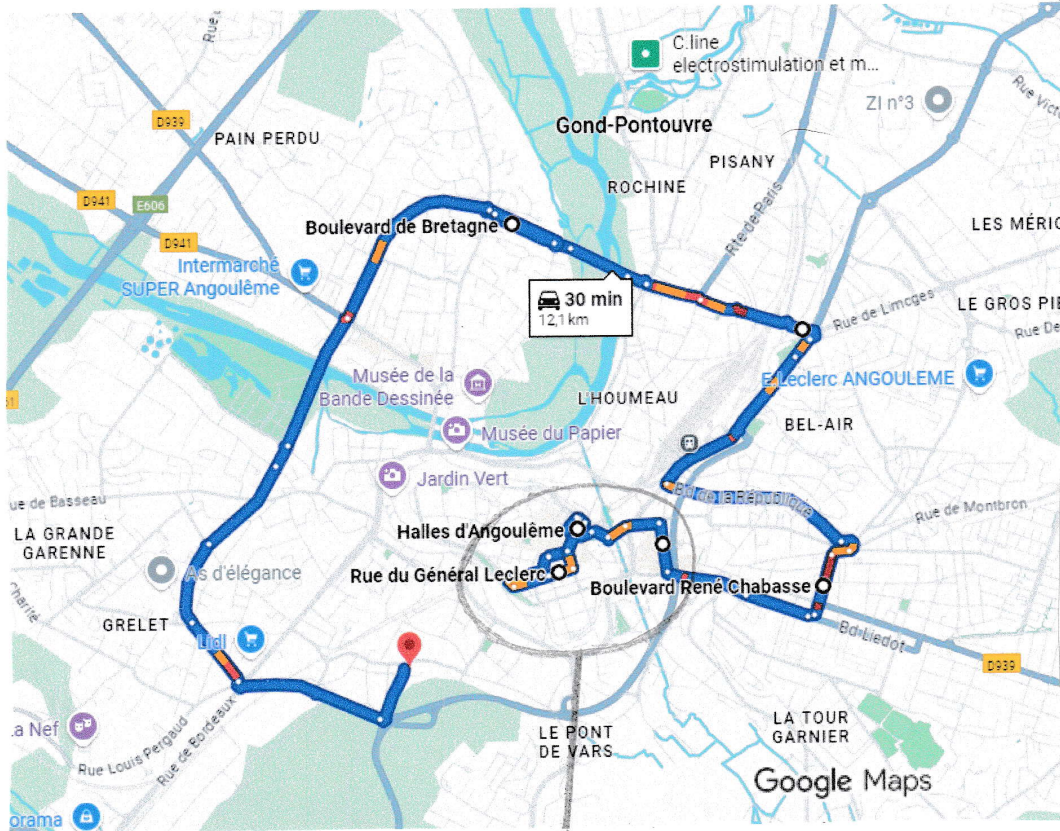 C.line
electrostimulation et m...
ZI n°3
Rue Victo
D939
PAIN PERDU
Gond-Pontouvre
PISANY
ROCHINE
Rte de Paris
D941
E606
D941
Boulevard de Bretagne
LES MÉRIC
Intermarché
SUPER Angoulême
30 min
12,1 km
Rue de Limoges
LE GROS PIE
Rue De
Musée de la
Bande Dessinée
L'HOUMEAU
E.Leclerc ANGOULEME
BEL-AIR
Musée du Papier
Jardin Vert
ue de Basseau
Bd de la République
Rue de Montbron
LA GRANDE
GARENNE
Halles d'Angoulême
As d'élégance
Rue du Général Leclerc
Boulevard René Chabasse
Charité
GRELET
Lidl
Bd Liedot
D939
a Nef
Rue Louis Pergaud
Rue de Bordeaux
LE PONT
DE VARS
LA TOUR
GARNIER
Google Maps
orama